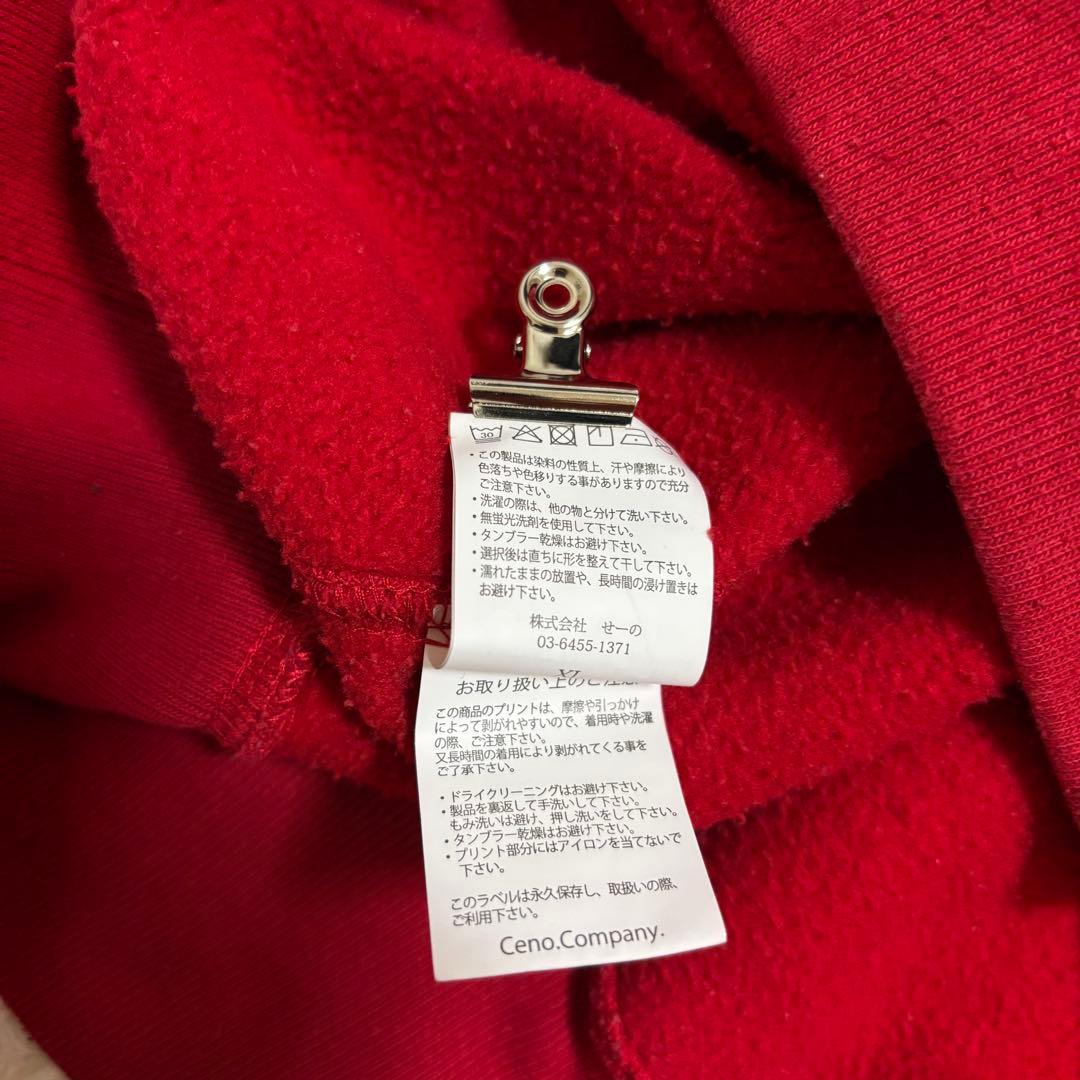 30
・この製品は染料の性質上、汗や摩擦により
色落ちや色移りする事がありますので充分
ご注意下さい。
・洗濯の際は、他の物と分けて洗い下さい。
・無蛍光洗剤を使用して下さい。
・タンブラー乾燥はお避け下さい。
・選択後は直ちに形を整えて干して下さい。
・濡れたままの放置や、長時間の浸け置きは
お避け下さい。
株式会社 せーの
03-6455-1371
お取り扱い上のご注意
この商品のプリントは、摩擦や引っかけ
によって剥がれやすいので、着用時や洗濯
の際、ご注意下さい。
又長時間の着用により剥がれてくる事を
ご了承下さい。
・ドライクリーニングはお避け下さい。
・製品を裏返して手洗いして下さい。
もみ洗いは避け、押し洗いをして下さい。
・タンブラー乾燥はお避け下さい。
・プリント部分にはアイロンを当てないで
下さい。
このラベルは永久保存し、取扱いの際、
ご利用下さい。
Ceno.Company.